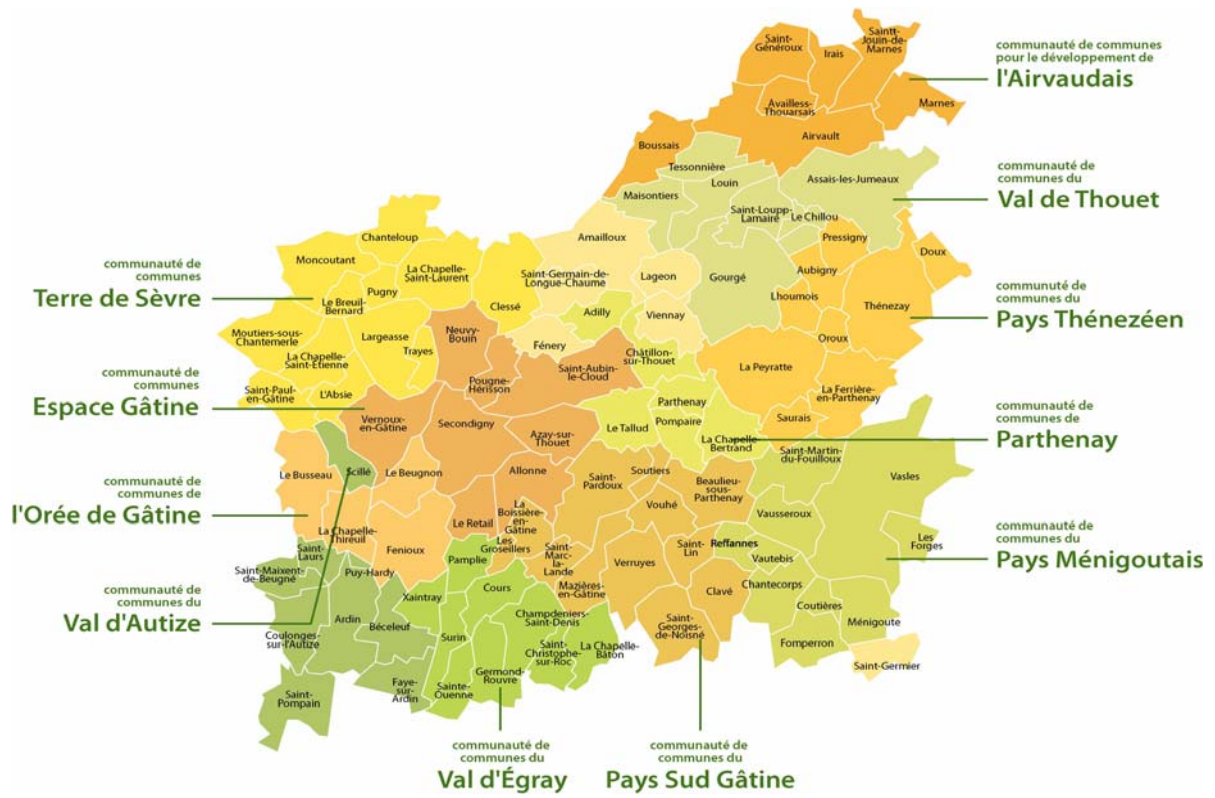 communauté de communes
pour le développement de
l'Airvaudais
communauté de
communes du
Val de Thouet
communuté de
communes du
Pays Thénezéen
communauté de
communes de
Parthenay
communauté de
communes du
Pays Ménigoutais
communauté de
communes du
Pays Sud Gâtine
communauté de
communes du
Val d'Égray
communauté de
communes du
Val d'Autize
communauté de
communes de
l'Orée de Gâtine
communauté de
communes
Espace Gâtine
communauté de
communes
Terre de Sèvre
Saint-
Généroux
Irais
Saint-
Jouin-de-
Marnes
Marnes
Availless-
Thouarsais
Airvault
Boussais
Tessonnière
Louin
Assais-les-Jumeaux
Maisontiers
Saint-Loupp-
Lamairé
Le Chillou
Gourgé
Pressigny
Doux
Aubigny
Lhoumois
Thénezay
Oroux
La Peyratte
La Ferrière-
en-Parthenay
Saurais
Amailloux
Saint-Germain-de-
Longue-Chaume
Lageon
Adilly
Viennay
Fénery
Châtillon-
sur-Thouet
Parthenay
Pompaire
Le Tallud
La Chapelle-
Bertrand
Chanteloup
Moncoutant
La Chapelle-
Saint-Laurent
Pugny
Le Breuil-
Bernard
Clessé
Moutiers-sous-
Chantemerle
Largeasse
Trayes
La Chapelle-
Saint-Etienne
Saint-Paul-
en-Gâtine
L'Absie
Neuvy-
Bouin
Pougne-
Hérisson
Saint-Aubin-
le-Cloud
Vernoux-
en-Gâtine
Secondigny
Azay-sur-
Thouet
Allonne
Le Retail
Le Busseau
Scillé
Le Beugnon
La Chapelle-
Thireuil
Fenioux
La
Boissière-
en-
Gâtine
Les
Groseillers
Saint-
Pardoux
Soutiers
Beaulieu-
sous-
Parthenay
Vouhé
Saint-
Marc-
la-
Lande
Verruyes
Saint-
Lin
Mazières-
en-Gâtine
Clavé
Saint-
Georges-
de-Noisné
Saint-Martin-
du-Fouilloux
Vasles
Vausseroux
Les
Forges
Reffannes
Vautebis
Chantecorps
Coutières
Ménigoute
Fomperron
Saint-Germier
Saint-
Laurs
Saint-Maixent-
de-Beugné
Puy-Hardy
Ardin
Béceleuf
Coulonges-
sur-l'Autize
Faye-
sur-
Ardin
Saint-
Pompain
Pamplie
Xaintray
Cours
Surin
Champdeniers-
Saint-Denis
Saint-
Christophe-
sur-Roc
La Chapelle-
Bâton
Germond-
Rouvre
Sainte-
Ouenne